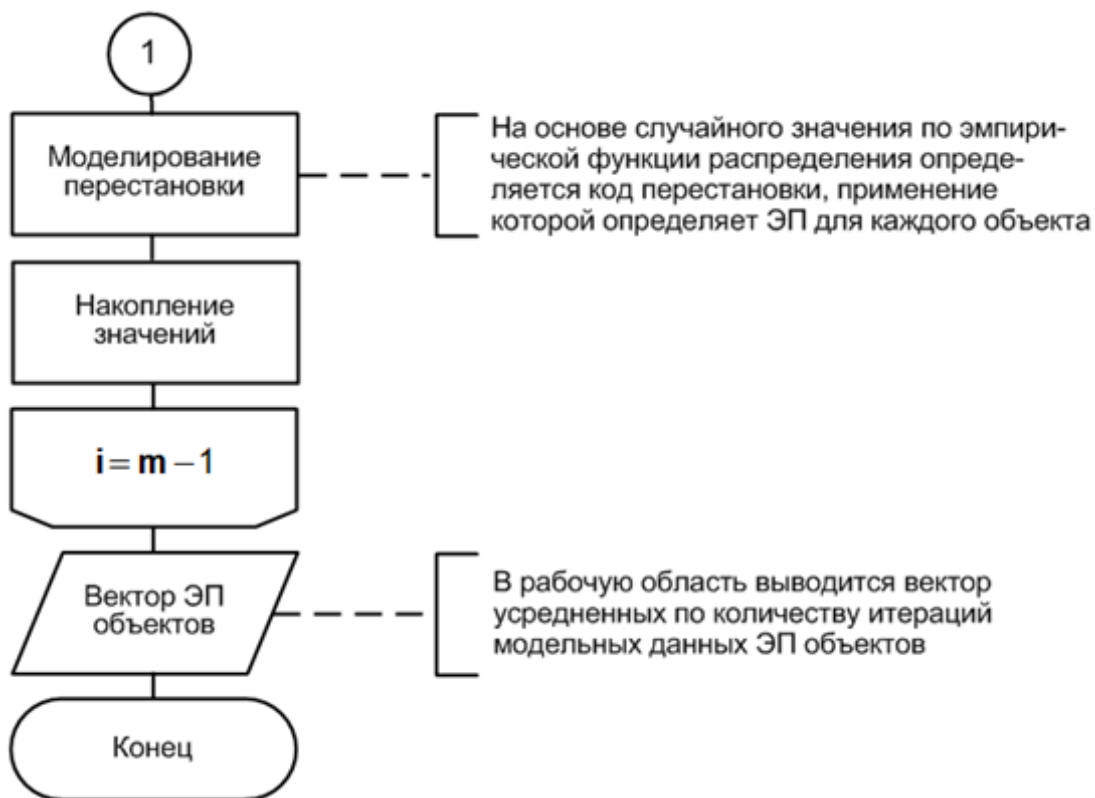 1
Моделирование
перестановки
На основе случайного значения по эмпири-
ческой функции распределения опреде-
ляется код перестановки, применение
которой определяет ЭП для каждого объекта
Накопление
значений
i = m − 1
Вектор ЭП
объектов
В рабочую область выводится вектор
усредненных по количеству итераций
модельных данных ЭП объектов
Конец